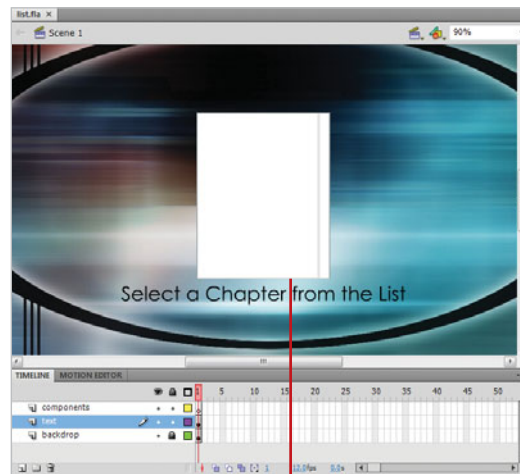 list.fla ×
Scene 1
90%
Select a Chapter from the List
TIMELINE MOTION EDITOR
1 5 10 15 20 25 30 35 40 45 50
components
text
backdrop
1 12.0fps 0.0s